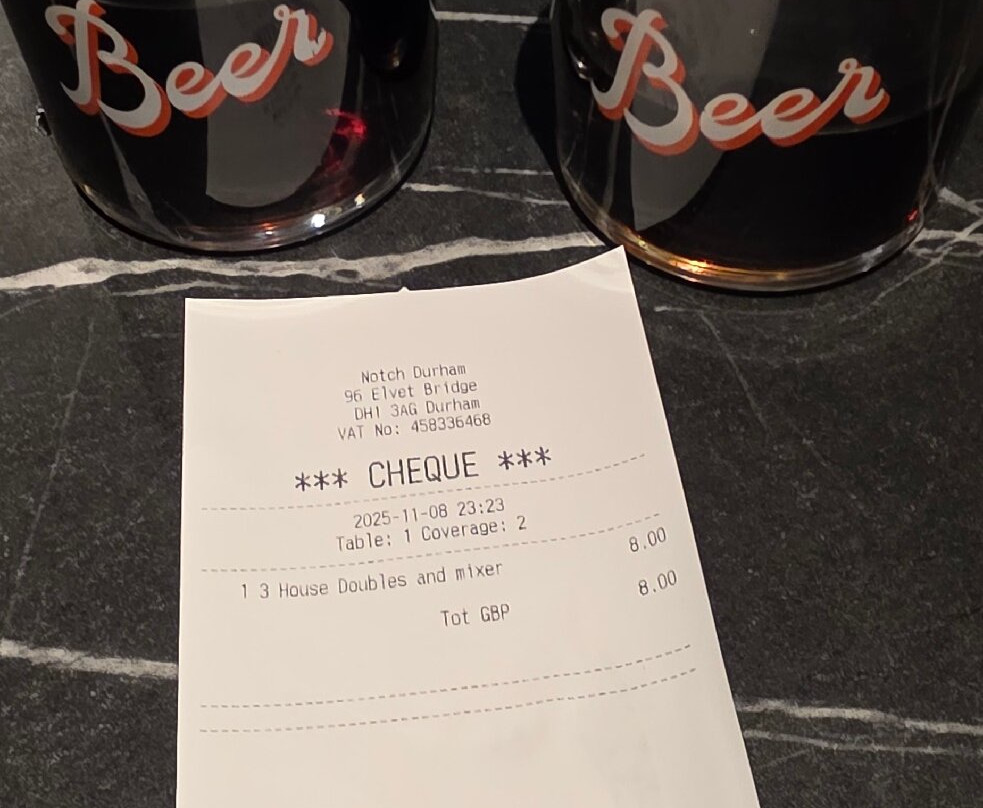 Beer
Beer
Notch Durham
96 Elvet Bridge
DH1 3AG Durham
VAT No: 458336468
*** CHEQUE ***
2025-11-08 23:23
Table: 1 Coverage: 2
1 3 House Doubles and mixer 8.00
Tot GBP 8.00